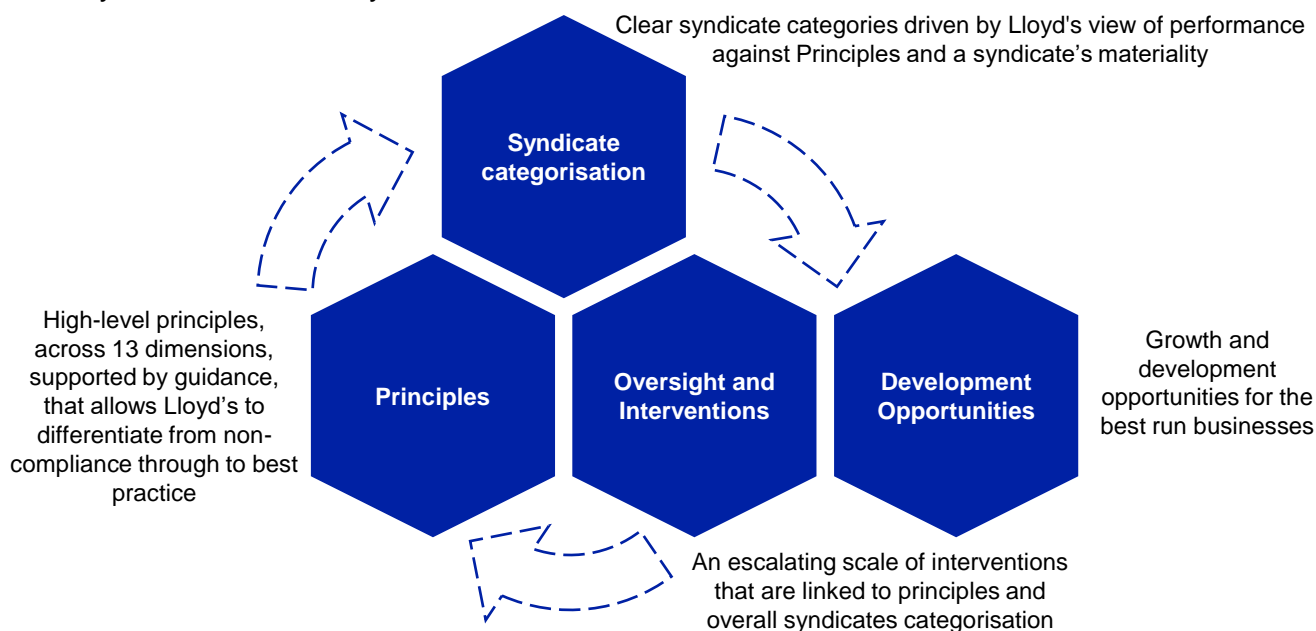 Clear syndicate categories driven by Lloyd's view of performance
against Principles and a syndicate’s materiality
Syndicate
categorisation
High-level principles,
across 13 dimensions,
supported by guidance,
that allows Lloyd’s to
differentiate from non-
compliance through to best
practice
Principles
Oversight and
Interventions
Development
Opportunities
Growth and
development
opportunities for the
best run businesses
An escalating scale of interventions
that are linked to principles and
overall syndicates categorisation